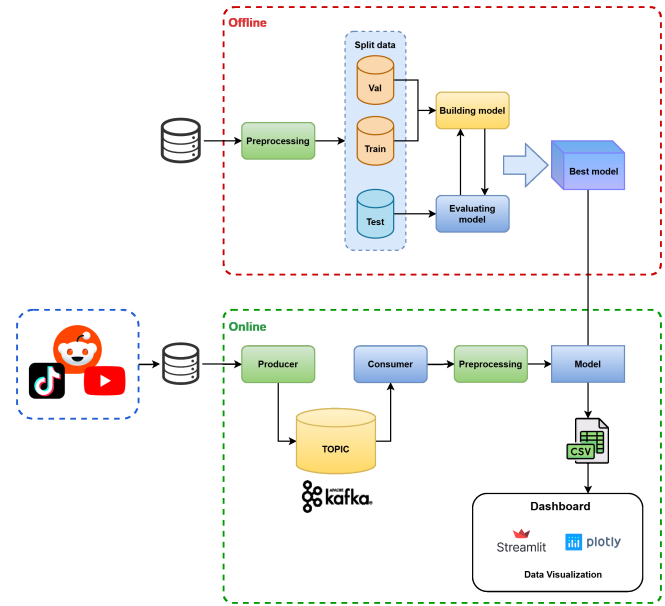 Offline
Split data
Val
Building model
Preprocessing
Train
Best model
Test
Evaluating
model
Online
Producer
Consumer
Preprocessing
Model
TOPIC
CSV
APACHE
kafka
Dashboard
Streamlit
plotly
Data Visualization